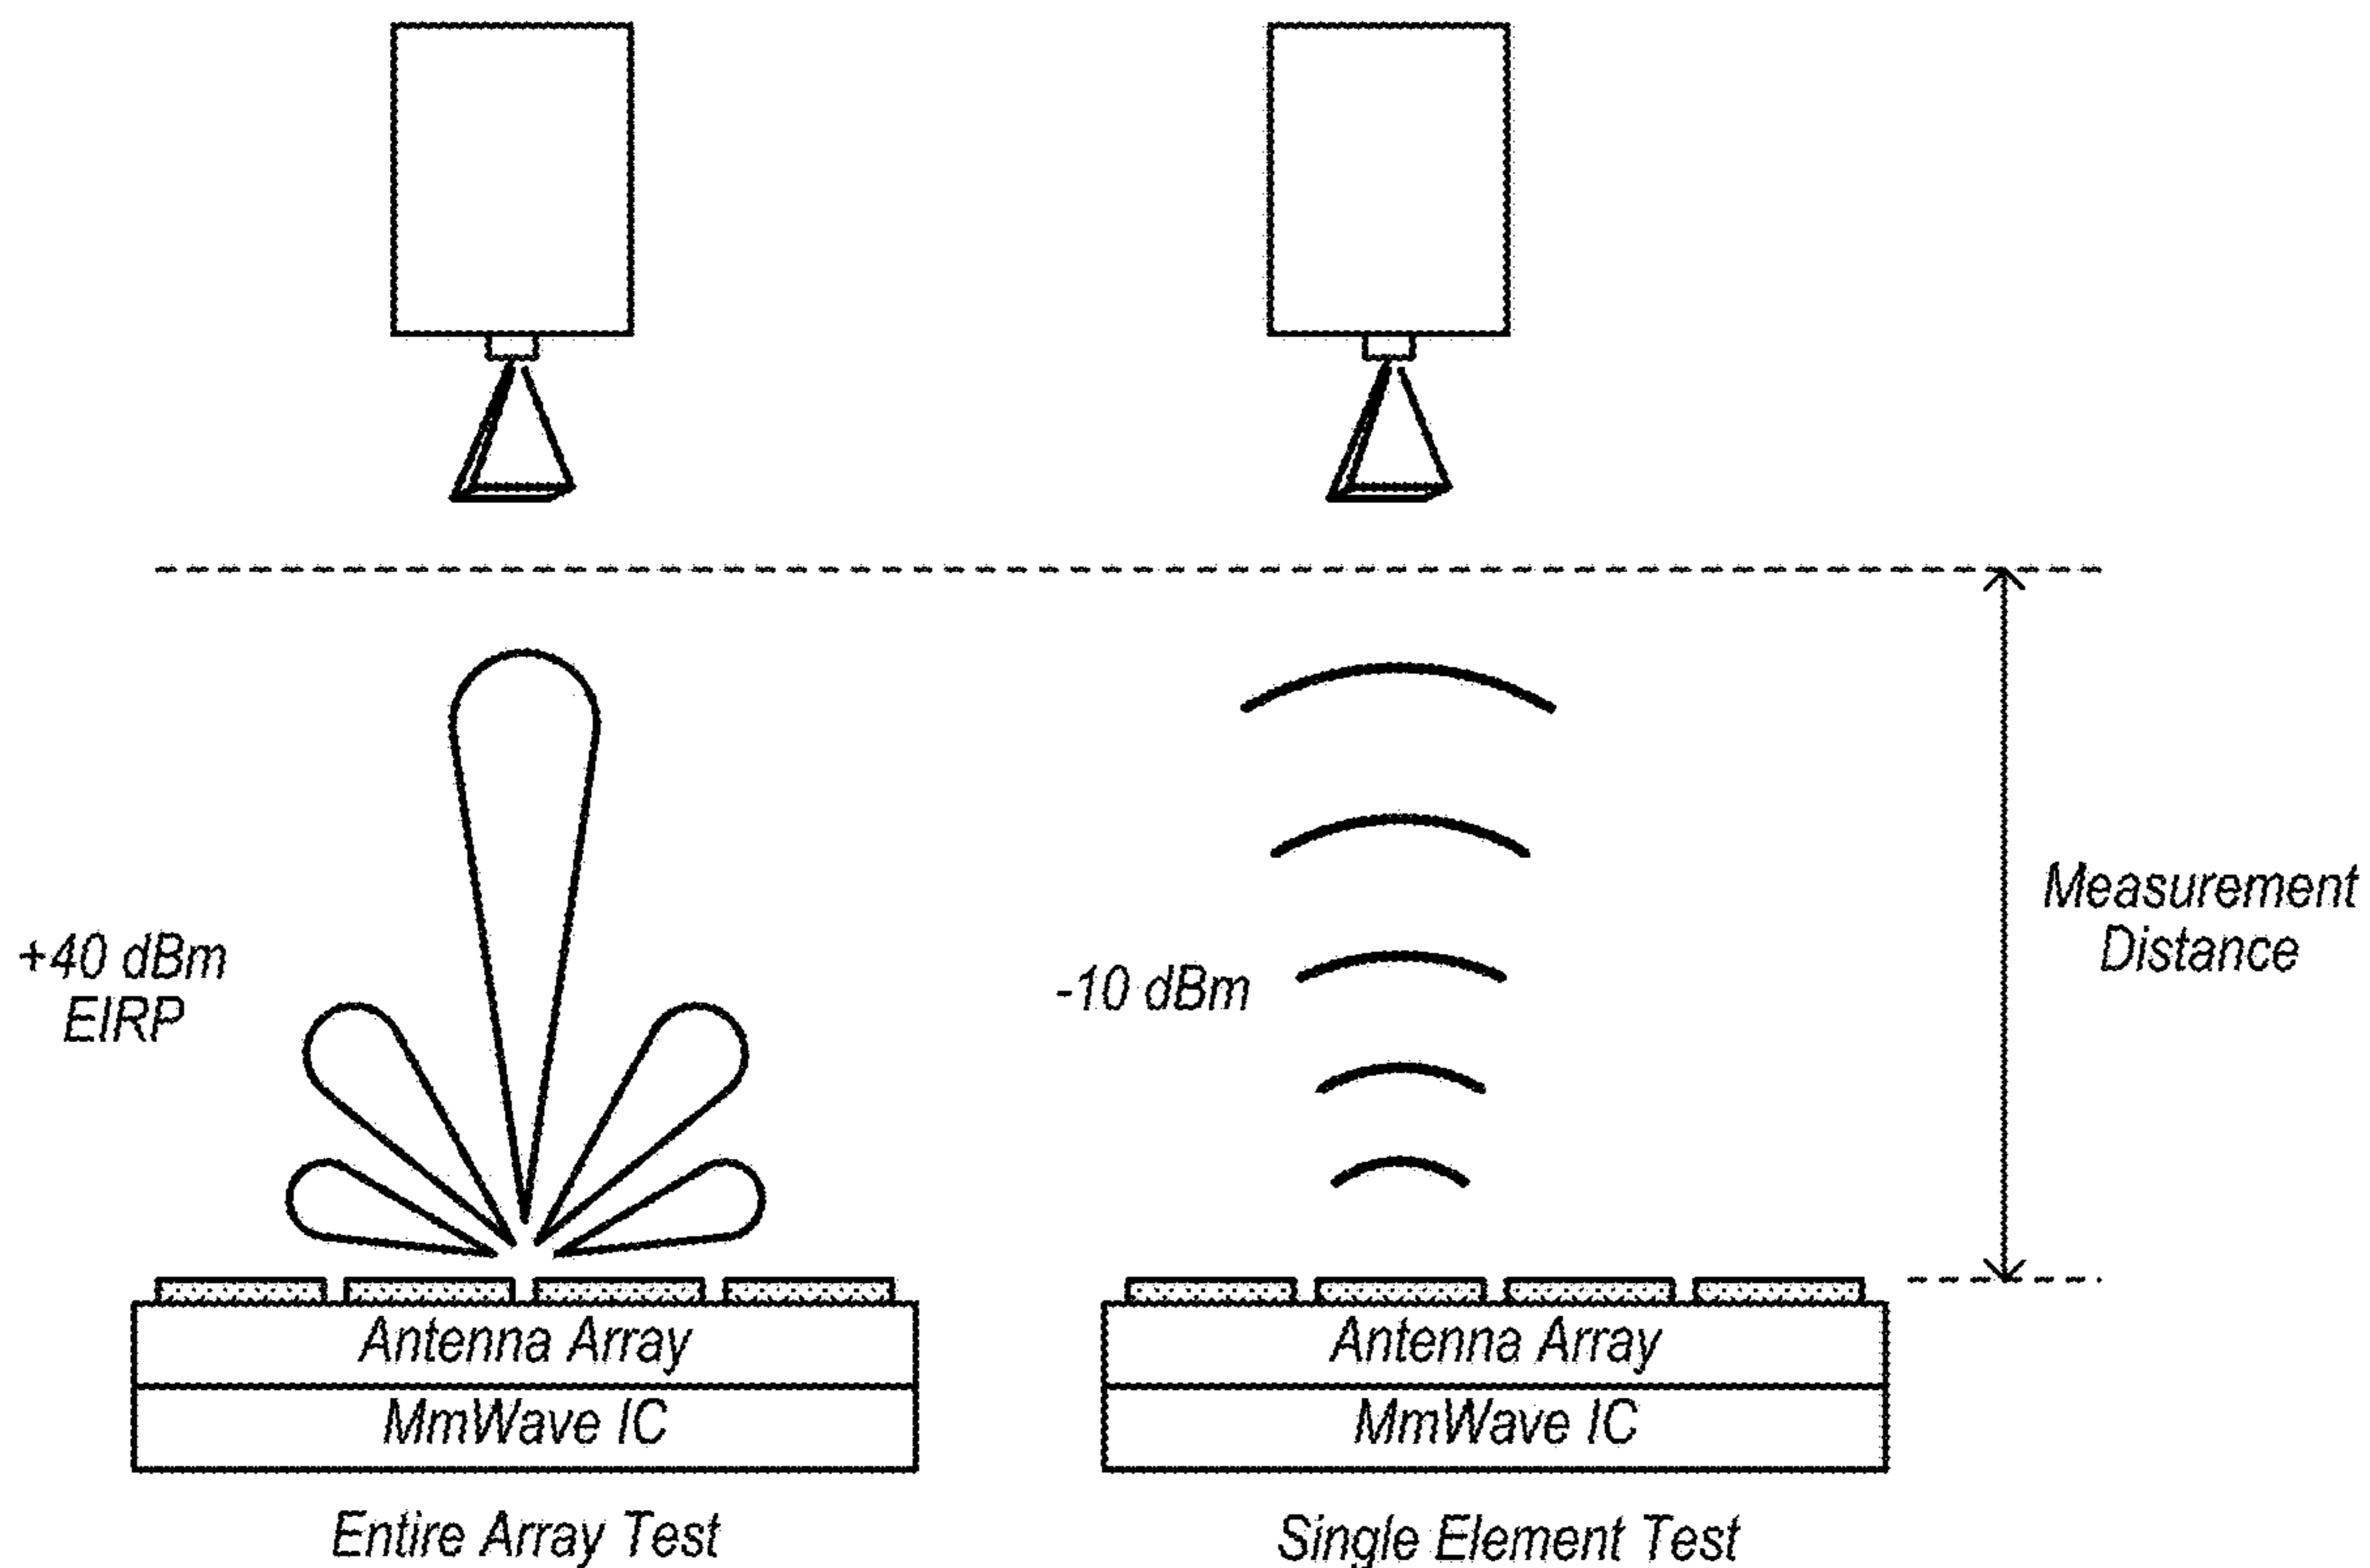 +40 dBm
EIRP
-10 dBm
Measurement
Distance
Antenna Array
MmWave IC
Entire Array Test
Antenna Array
MmWave IC
Single Element Test